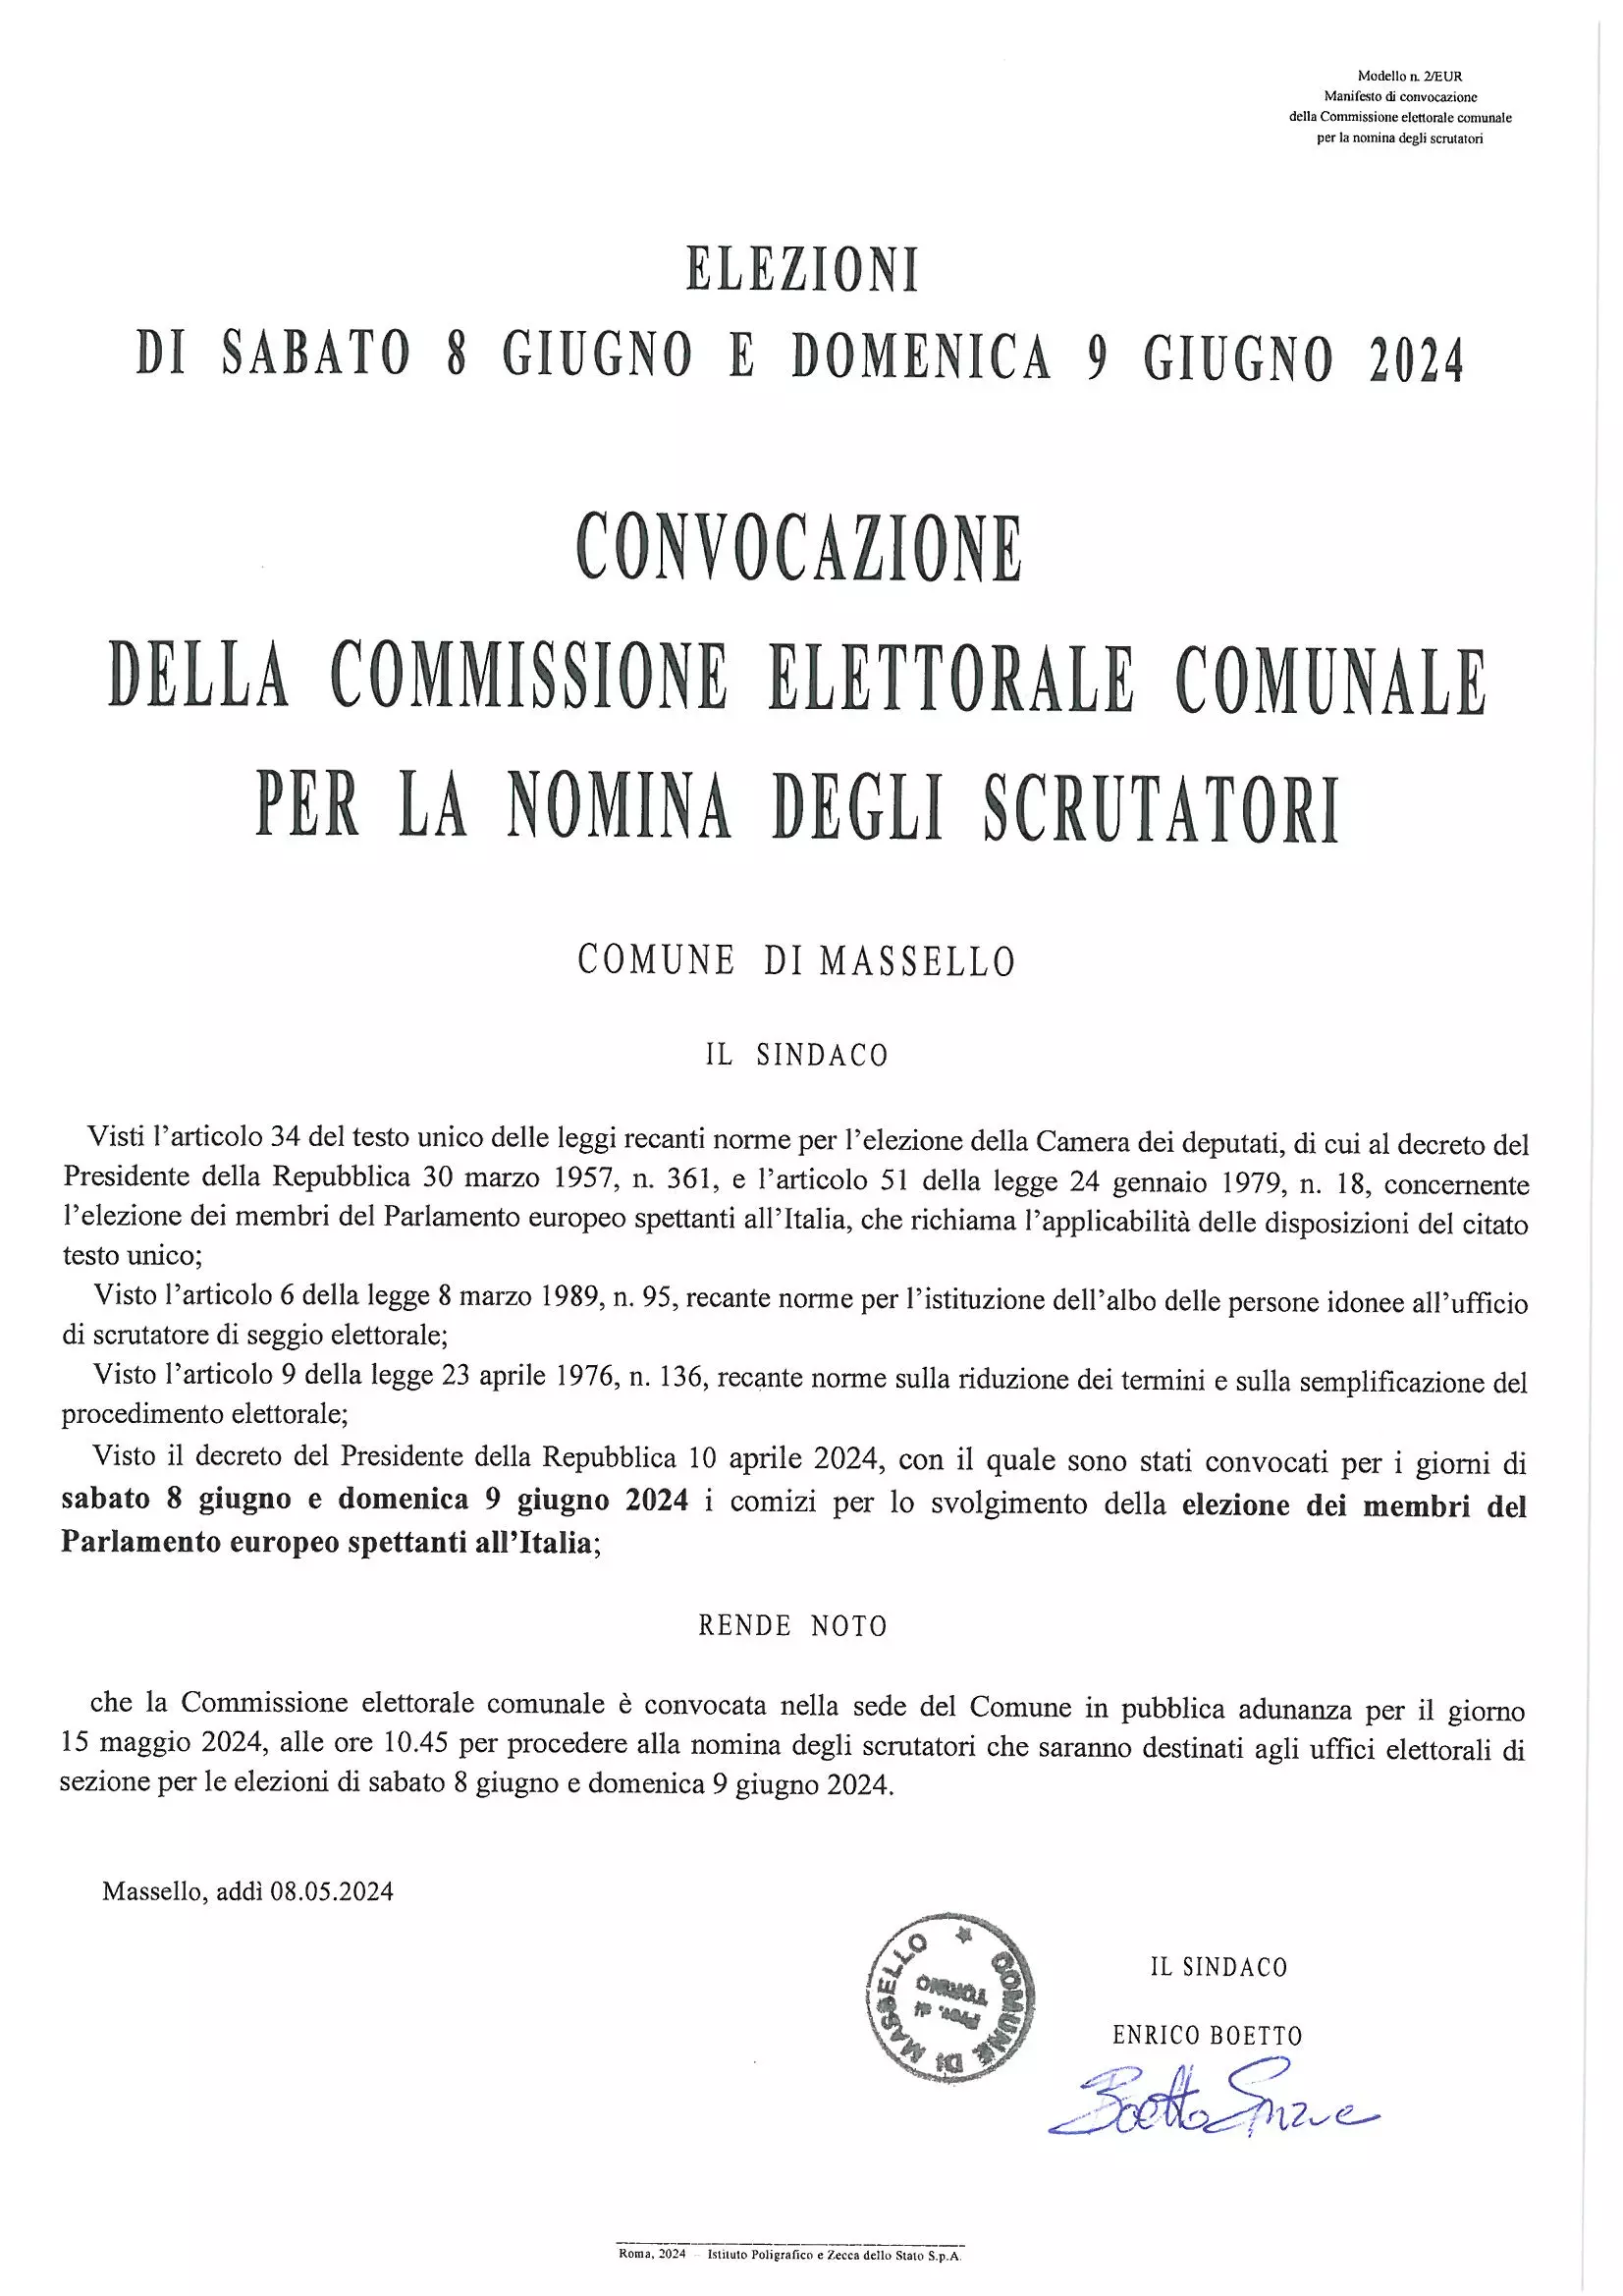 Modello n. 2/EUR
Manifesto di convocazione
della Commissione elettorale comunale
per la nomina degli scrutatori
ELEZIONI
DI SABATO 8 GIUGNO E DOMENICA 9 GIUGNO 2024
CONVOCAZIONE
DELLA COMMISSIONE ELETTORALE COMUNALE
PER LA NOMINA DEGLI SCRUTATORI
COMUNE DI MASSELLO
IL SINDACO
Visti l’articolo 34 del testo unico delle leggi recanti norme per l’elezione della Camera dei deputati, di cui al decreto del
Presidente della Repubblica 30 marzo 1957, n. 361, e l’articolo 51 della legge 24 gennaio 1979, n. 18, concernente
l’elezione dei membri del Parlamento europeo spettanti all’Italia, che richiama l’applicabilità delle disposizioni del citato
testo unico;
Visto l’articolo 6 della legge 8 marzo 1989, n. 95, recante norme per l’istituzione dell’albo delle persone idonee all’ufficio
di scrutatore di seggio elettorale;
Visto l’articolo 9 della legge 23 aprile 1976, n. 136, recante norme sulla riduzione dei termini e sulla semplificazione del
procedimento elettorale;
Visto il decreto del Presidente della Repubblica 10 aprile 2024, con il quale sono stati convocati per i giorni di
sabato 8 giugno e domenica 9 giugno 2024 i comizi per lo svolgimento della elezione dei membri del
Parlamento europeo spettanti all’Italia;
RENDE NOTO
che la Commissione elettorale comunale è convocata nella sede del Comune in pubblica adunanza per il giorno
15 maggio 2024, alle ore 10.45 per procedere alla nomina degli scrutatori che saranno destinati agli uffici elettorali di
sezione per le elezioni di sabato 8 giugno e domenica 9 giugno 2024.
Massello, addì 08.05.2024
COMUNE DI MASSELLO
Prov. di
TORINO
IL SINDACO
ENRICO BOETTO
Boetto
Roma, 2024 – Istituto Poligrafico e Zecca dello Stato S.p.A.